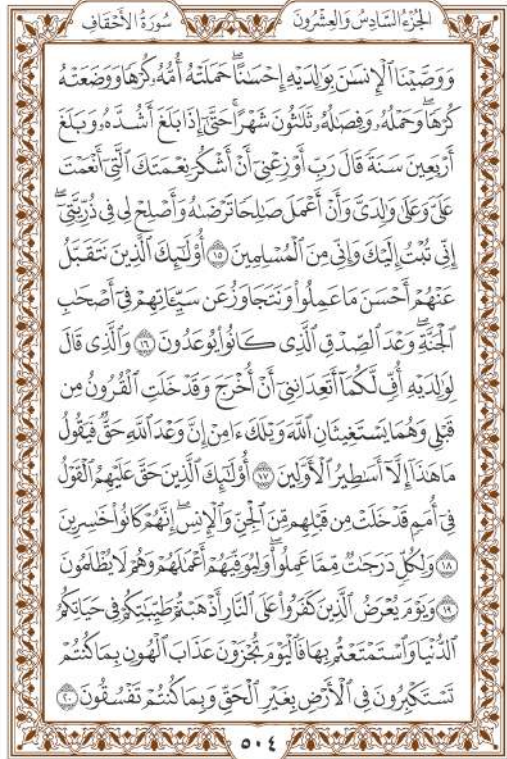 الجُزْءُ السَّادِسُ وَالعِشْرُونَ
سُورَةُ الأَحْقَافِ
وَوَصَّيْنَا ٱلْإِنسَٰنَ بِوَٰلِدَيْهِ إِحْسَٰنًاۖ حَمَلَتْهُ أُمُّهُۥ كُرْهًا وَوَضَعَتْهُ
كُرْهًاۖ وَحَمْلُهُۥ وَفِصَٰلُهُۥ ثَلَٰثُونَ شَهْرًاۚ حَتَّىٰٓ إِذَا بَلَغَ أَشُدَّهُۥ وَبَلَغَ
أَرْبَعِينَ سَنَةً قَالَ رَبِّ أَوْزِعْنِىٓ أَنْ أَشْكُرَ نِعْمَتَكَ ٱلَّتِىٓ أَنْعَمْتَ
عَلَىَّ وَعَلَىٰ وَٰلِدَىَّ وَأَنْ أَعْمَلَ صَٰلِحًا تَرْضَىٰهُ وَأَصْلِحْ لِى فِى ذُرِّيَّتِىٓۖ
إِنِّى تُبْتُ إِلَيْكَ وَإِنِّى مِنَ ٱلْمُسْلِمِينَ ١٥ أُو۟لَٰٓئِكَ ٱلَّذِينَ نَتَقَبَّلُ
عَنْهُمْ أَحْسَنَ مَا عَمِلُوا۟ وَنَتَجَاوَزُ عَن سَيِّـَٔاتِهِمْ فِىٓ أَصْحَٰبِ
ٱلْجَنَّةِۖ وَعْدَ ٱلصِّدْقِ ٱلَّذِى كَانُوا۟ يُوعَدُونَ ١٦ وَٱلَّذِى قَالَ
لِوَٰلِدَيْهِ أُفٍّ لَّكُمَآ أَتَعِدَانِنِىٓ أَنْ أُخْرَجَ وَقَدْ خَلَتِ ٱلْقُرُونُ مِن
قَبْلِى وَهُمَا يَسْتَغِيثَانِ ٱللَّهَ وَيْلَكَ ءَامِنْ إِنَّ وَعْدَ ٱللَّهِ حَقٌّ فَيَقُولُ
مَا هَٰذَآ إِلَّآ أَسَٰطِيرُ ٱلْأَوَّلِينَ ١٧ أُو۟لَٰٓئِكَ ٱلَّذِينَ حَقَّ عَلَيْهِمُ ٱلْقَوْلُ
فِىٓ أُمَمٍ قَدْ خَلَتْ مِن قَبْلِهِم مِّنَ ٱلْجِنِّ وَٱلْإِنسِۖ إِنَّهُمْ كَانُوا۟ خَٰسِرِينَ
١٨ وَلِكُلٍّ دَرَجَٰتٌ مِّمَّا عَمِلُوا۟ۖ وَلِيُوَفِّيَهُمْ أَعْمَٰلَهُمْ وَهُمْ لَا يُظْلَمُونَ
١٩ وَيَوْمَ يُعْرَضُ ٱلَّذِينَ كَفَرُوا۟ عَلَى ٱلنَّارِ أَذْهَبْتُمْ طَيِّبَٰتِكُمْ فِى حَيَاتِكُمُ
ٱلدُّنْيَا وَٱسْتَمْتَعْتُم بِهَا فَٱلْيَوْمَ تُجْزَوْنَ عَذَابَ ٱلْهُونِ بِمَا كُنتُمْ
تَسْتَكْبِرُونَ فِى ٱلْأَرْضِ بِغَيْرِ ٱلْحَقِّ وَبِمَا كُنتُمْ تَفْسُقُونَ ٢٠
٥٠٤